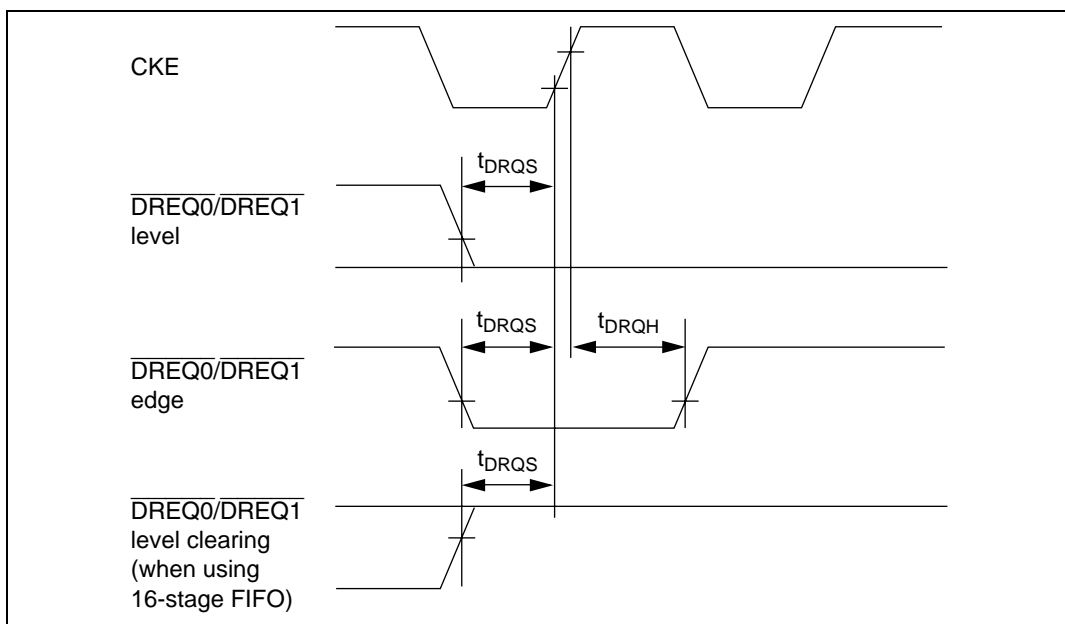 CKE
tDRQS
DREQ0/DREQ1
level
tDRQS
tDRQH
DREQ0/DREQ1
edge
tDRQS
DREQ0/DREQ1
level clearing
(when using
16-stage FIFO)